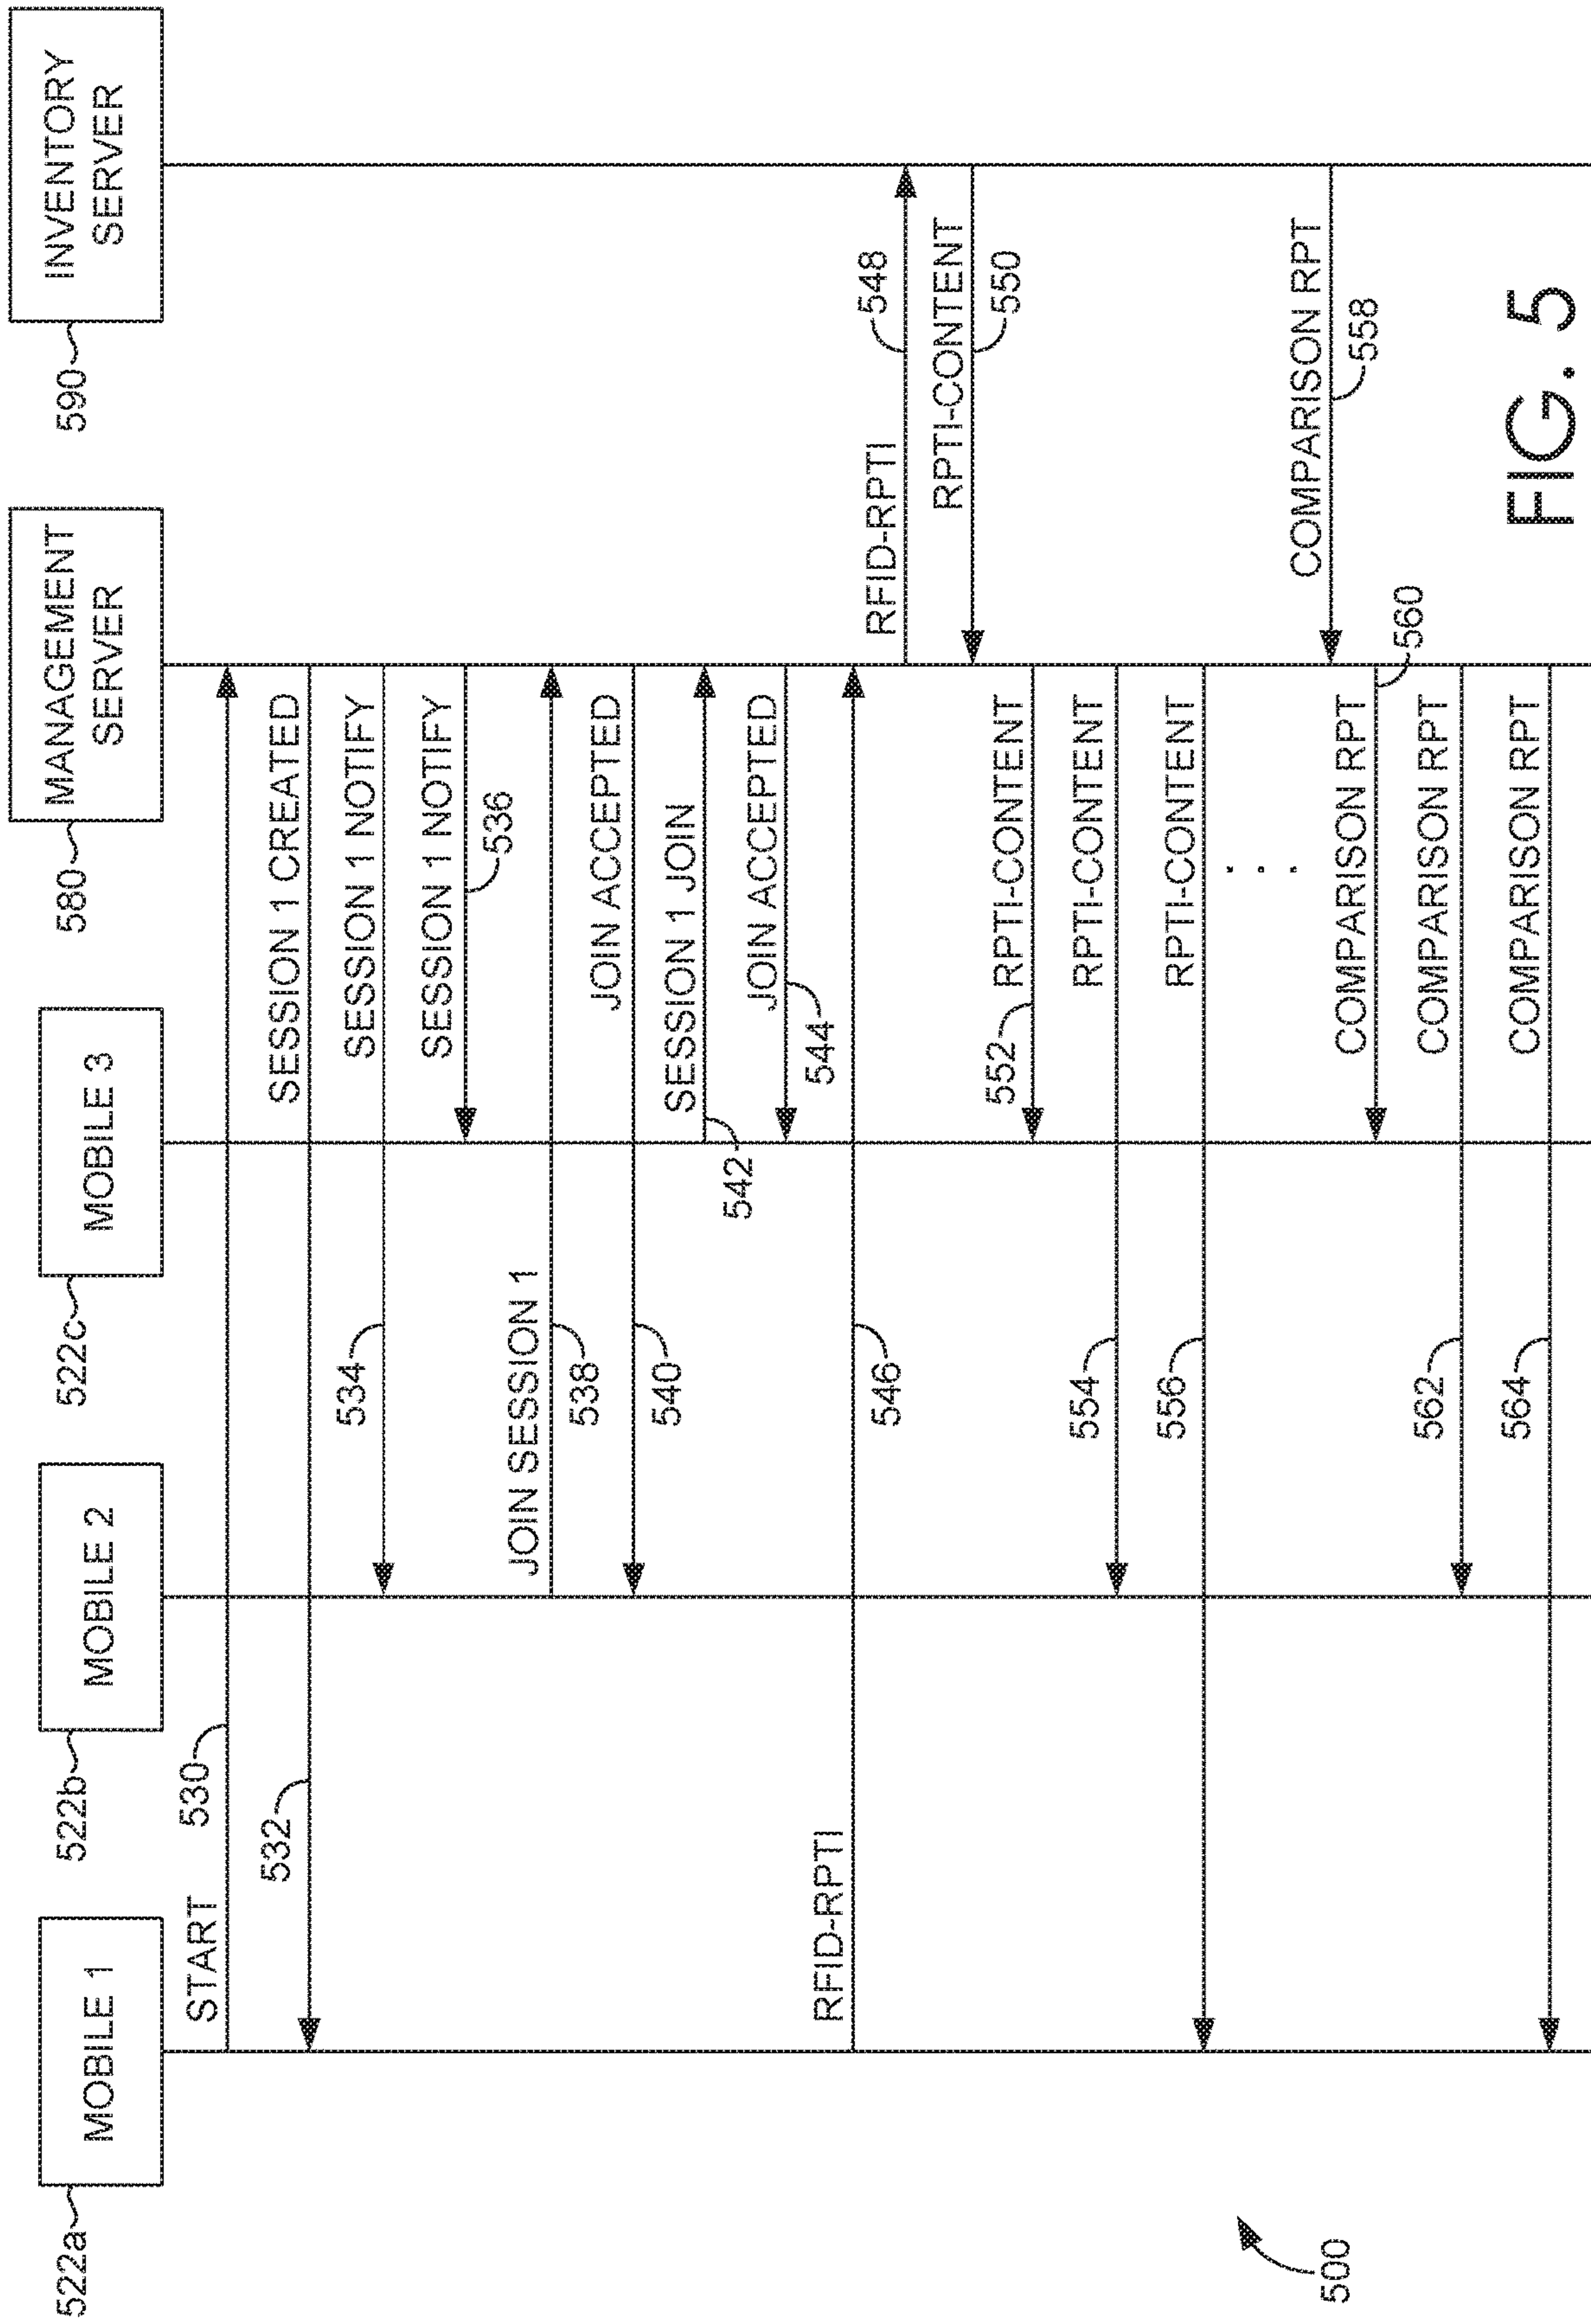 MOBILE 1
522a
MOBILE 2
522b
MOBILE 3
522c
MANAGEMENT
SERVER
580
INVENTORY
SERVER
590
START
530
SESSION 1 CREATED
532
SESSION 1 NOTIFY
534
SESSION 1 NOTIFY
536
JOIN SESSION 1
538
JOIN ACCEPTED
540
SESSION 1 JOIN
542
JOIN ACCEPTED
544
RFID-RPTI
546
RFID-RPTI
548
RPTI-CONTENT
550
RPTI-CONTENT
552
RPTI-CONTENT
554
RPTI-CONTENT
556
. . .
COMPARISON RPT
558
COMPARISON RPT
560
COMPARISON RPT
562
COMPARISON RPT
564
500
FIG. 5